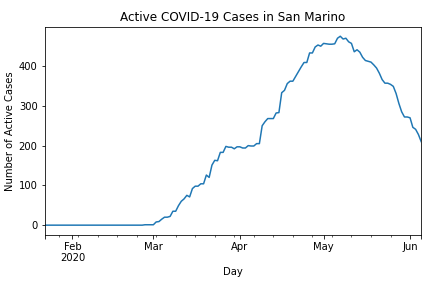 Active COVID-19 Cases in San Marino
Number of Active Cases
400
300
200
100
0
Feb
2020
Mar
Apr
May
Jun
Day